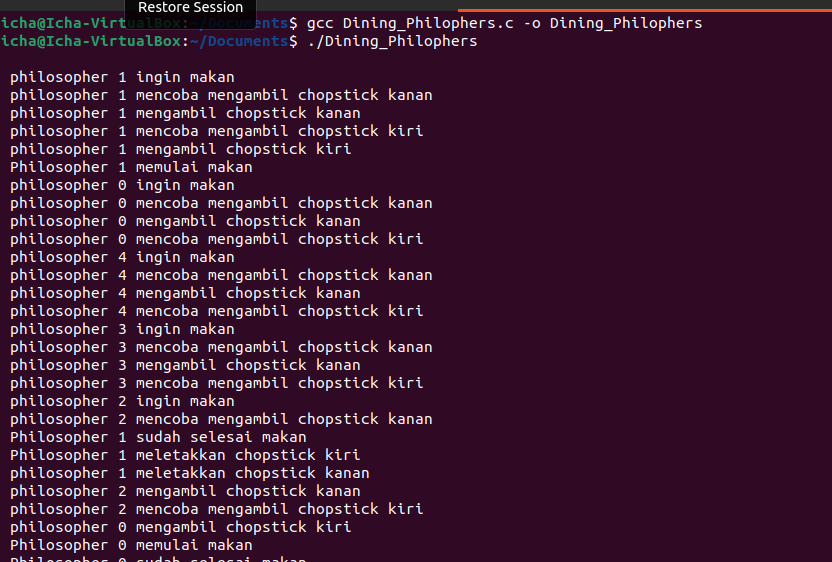 Restore Session
icha@Icha-VirtualBox:~/Documents$ gcc Dining_Philophers.c -o Dining_Philophers
icha@Icha-VirtualBox:~/Documents$ ./Dining_Philophers
philosopher 1 ingin makan
philosopher 1 mencoba mengambil chopstick kanan
philosopher 1 mengambil chopstick kanan
philosopher 1 mencoba mengambil chopstick kiri
philosopher 1 mengambil chopstick kiri
Philosopher 1 memulai makan
philosopher 0 ingin makan
philosopher 0 mencoba mengambil chopstick kanan
philosopher 0 mengambil chopstick kanan
philosopher 0 mencoba mengambil chopstick kiri
philosopher 4 ingin makan
philosopher 4 mencoba mengambil chopstick kanan
philosopher 4 mengambil chopstick kanan
philosopher 4 mencoba mengambil chopstick kiri
philosopher 3 ingin makan
philosopher 3 mencoba mengambil chopstick kanan
philosopher 3 mengambil chopstick kanan
philosopher 3 mencoba mengambil chopstick kiri
philosopher 2 ingin makan
philosopher 2 mencoba mengambil chopstick kanan
Philosopher 1 sudah selesai makan
Philosopher 1 meletakkan chopstick kiri
philosopher 1 meletakkan chopstick kanan
philosopher 2 mengambil chopstick kanan
philosopher 2 mencoba mengambil chopstick kiri
philosopher 0 mengambil chopstick kiri
Philosopher 0 memulai makan
Philosopher 0 sudah selesai makan